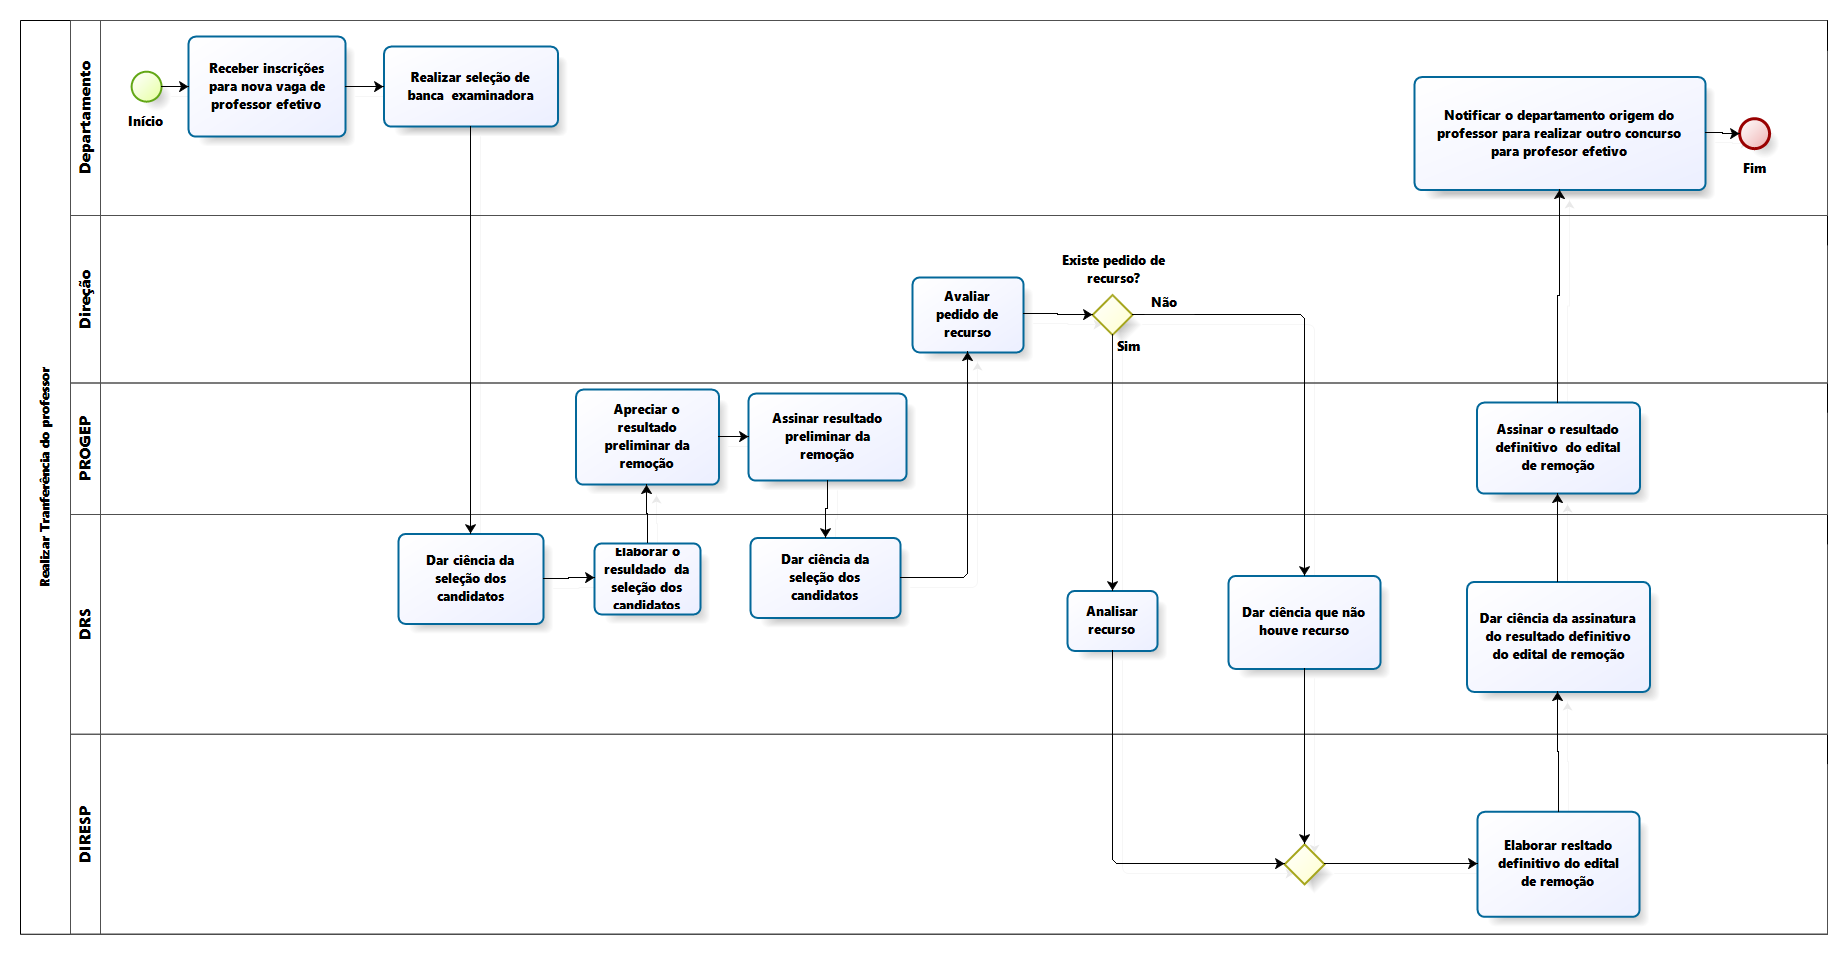 Realizar Tranferência do professor
Departamento
Início
Receber inscrições
para nova vaga de
professor efetivo
Realizar seleção de
banca examinadora
Notificar o departamento origem do
professor para realizar outro concurso
para profesor efetivo
Fim
Direção
Avaliar
pedido de
recurso
Existe pedido de
recurso?
Não
Sim
PROGEP
Apreciar o
resultado
preliminar da
remoção
Assinar resultado
preliminar da
remoção
Assinar o resultado
definitivo do edital
de remoção
DRS
Dar ciência da
seleção dos
candidatos
Elaborar o
resuldado da
seleção dos
candidatos
Dar ciência da
seleção dos
candidatos
Analisar
recurso
Dar ciência que não
houve recurso
Dar ciência da assinatura
do resultado definitivo
do edital de remoção
DIRESP
Elaborar resltado
definitivo do edital
de remoção